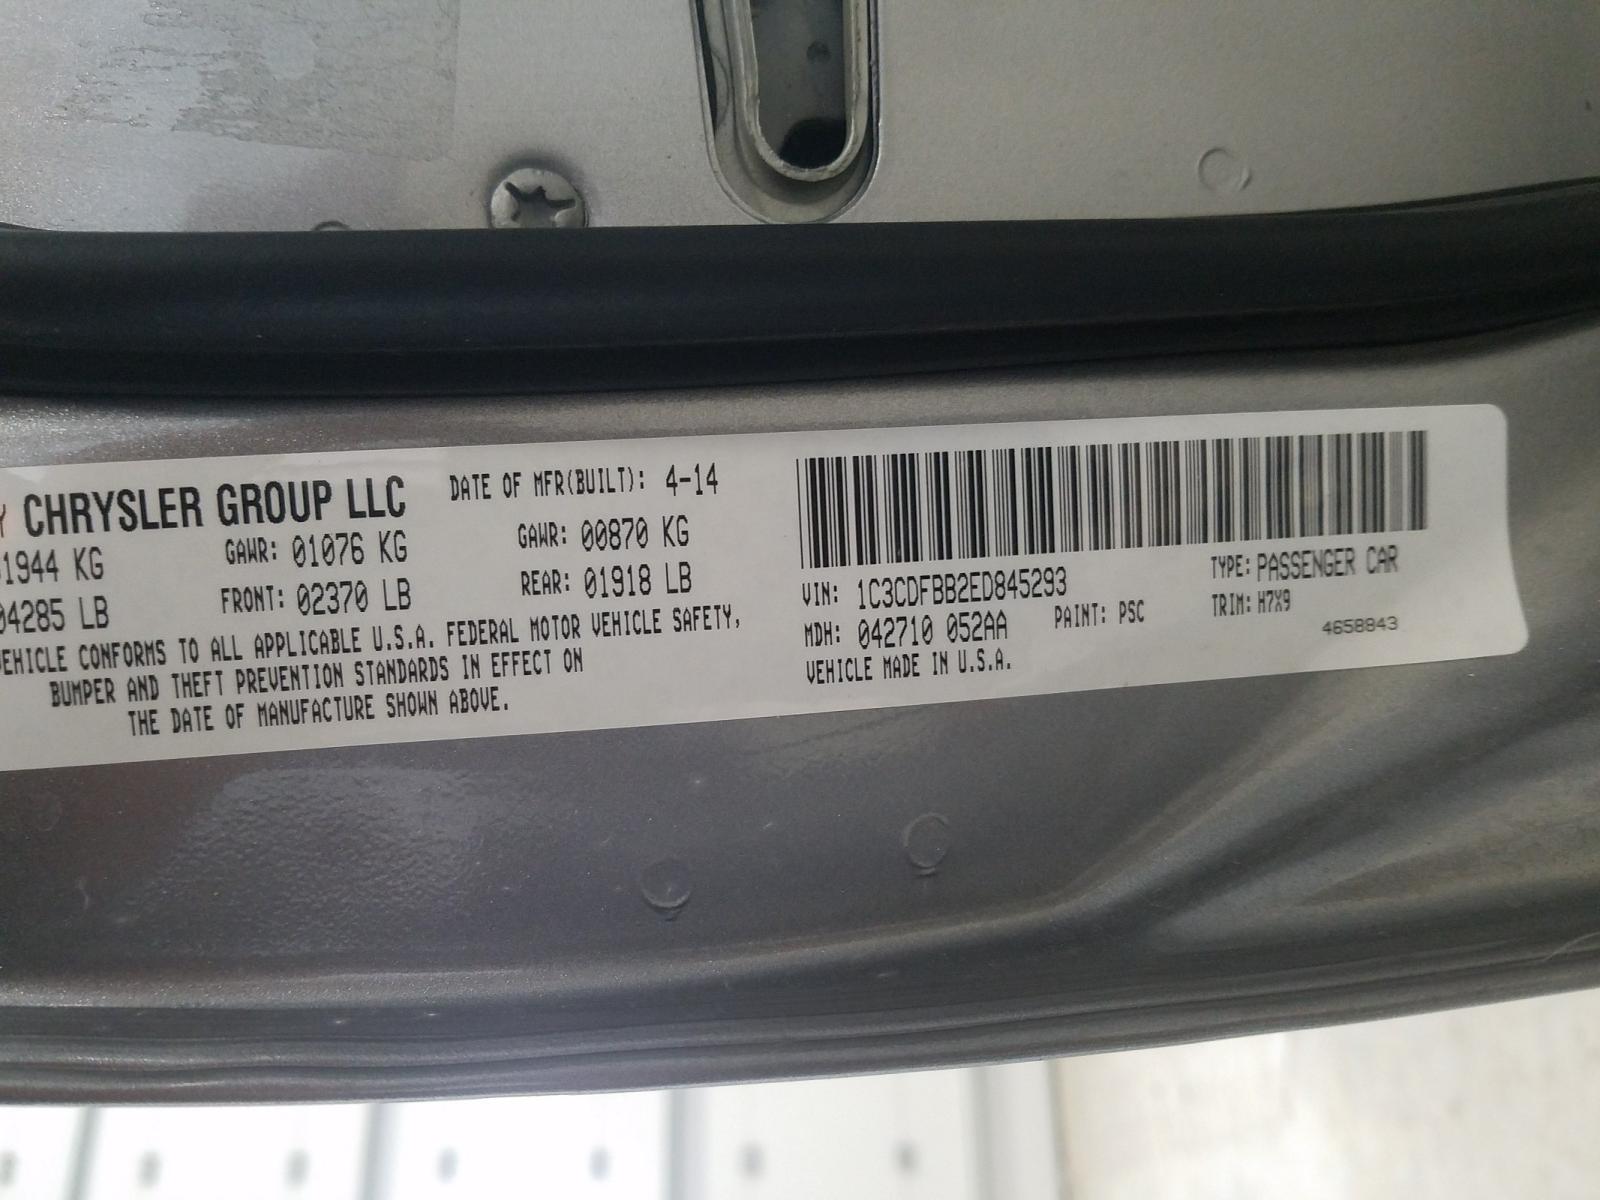 CHRYSLER GROUP LLC DATE OF MFR(BUILT): 4-14
1944 KG GAWR: 01076 KG GAWR: 00870 KG
04285 LB FRONT: 02370 LB REAR: 01918 LB
VEHICLE CONFORMS TO ALL APPLICABLE U.S.A. FEDERAL MOTOR VEHICLE SAFETY,
BUMPER AND THEFT PREVENTION STANDARDS IN EFFECT ON
THE DATE OF MANUFACTURE SHOWN ABOVE.
VIN: 1C3CDFBB2ED845293 TYPE: PASSENGER CAR
MDH: 042710 052AA PAINT: PSC TRIM: H7X9
VEHICLE MADE IN U.S.A. 4658843